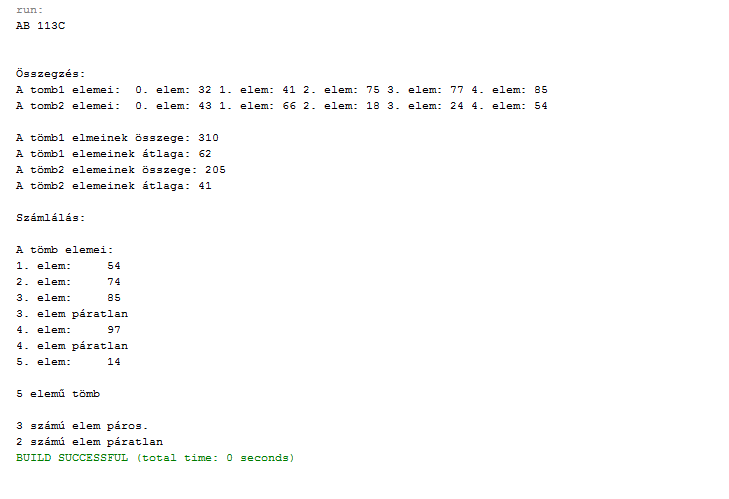 run:
AB 113C
Összegzés:
A tomb1 elemei:  0. elem: 32 1. elem: 41 2. elem: 75 3. elem: 77 4. elem: 85
A tomb2 elemei:  0. elem: 43 1. elem: 66 2. elem: 18 3. elem: 24 4. elem: 54
A tömb1 elmeinek összege: 310
A tömb1 elemeinek átlaga: 62
A tömb2 elemeinek összege: 205
A tömb2 elemeinek átlaga: 41
Számlálás:
A tömb elemei:
1. elem:     54
2. elem:     74
3. elem:     85
3. elem páratlan
4. elem:     97
4. elem páratlan
5. elem:     14
5 elemű tömb
3 számú elem páros.
2 számú elem páratlan
BUILD SUCCESSFUL (total time: 0 seconds)